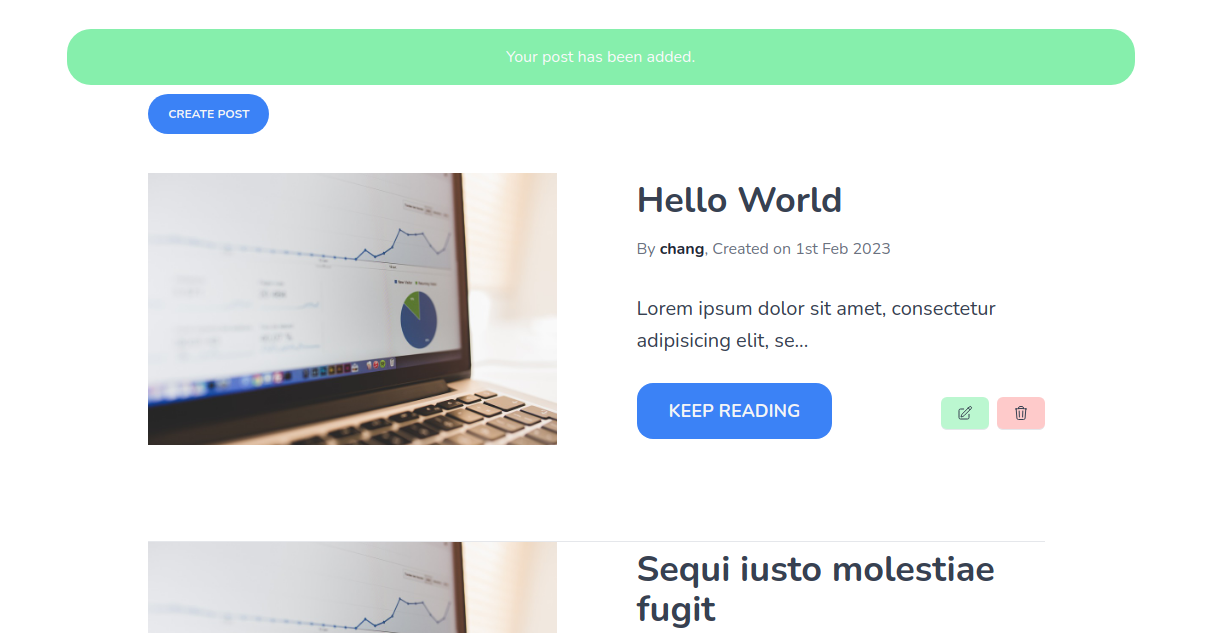 Your post has been added.
CREATE POST
Hello World
By chang, Created on 1st Feb 2023
Lorem ipsum dolor sit amet, consectetur
adipisicing elit, se...
KEEP READING
Sequi iusto molestiae
fugit